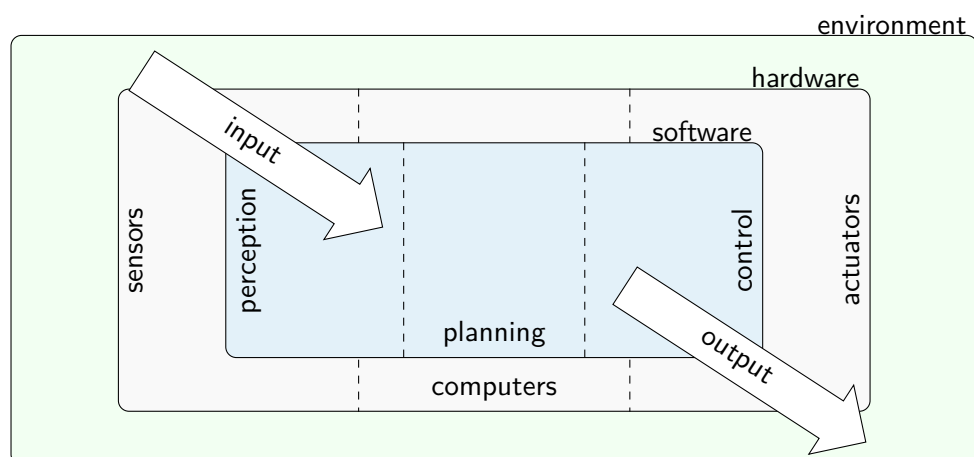 environment
hardware
software
input
sensors
perception
control
actuators
planning
output
computers